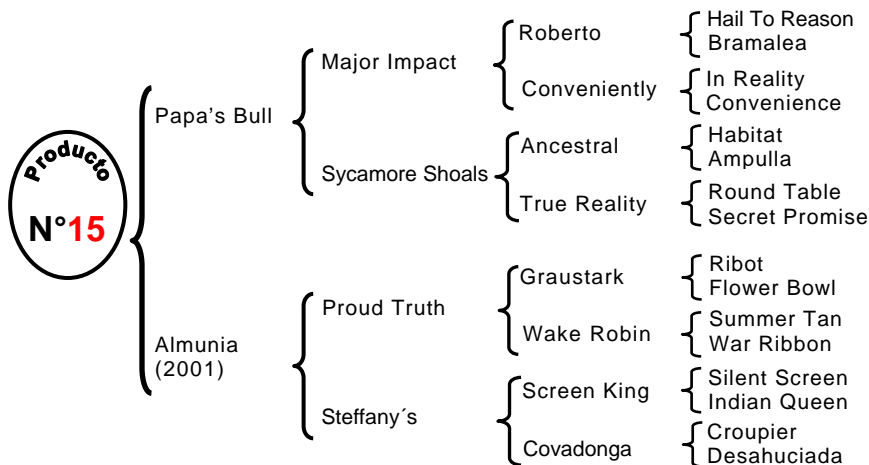 Producto
N°15
Papa's Bull
Almunia
(2001)
Major Impact
Sycamore Shoals
Proud Truth
Steffany´s
Roberto
Conveniently
Ancestral
True Reality
Graustark
Wake Robin
Screen King
Covadonga
Hail To Reason
Bramalea
In Reality
Convenience
Habitat
Ampulla
Round Table
Secret Promise
Ribot
Flower Bowl
Summer Tan
War Ribbon
Silent Screen
Indian Queen
Croupier
Desahuciada